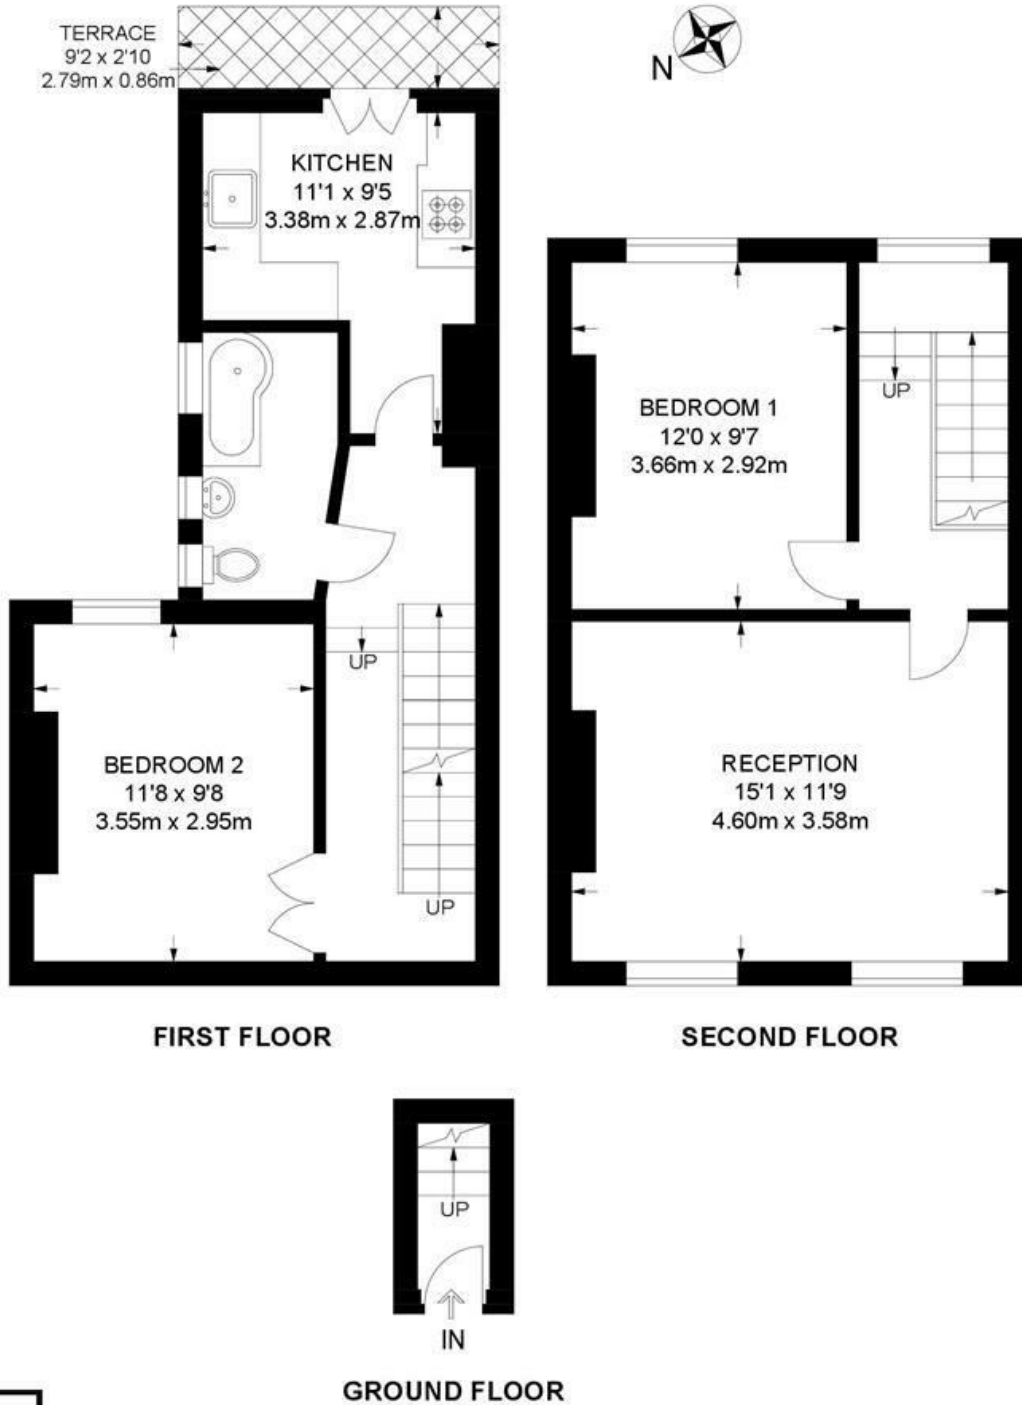 TERRACE
9'2 x 2'10
2.79m x 0.86m
N
KITCHEN
11'1 x 9'5
3.38m x 2.87m
BEDROOM 1
12'0 x 9'7
3.66m x 2.92m
UP
UP
BEDROOM 2
11'8 x 9'8
3.55m x 2.95m
RECEPTION
15'1 x 11'9
4.60m x 3.58m
UP
FIRST FLOOR
SECOND FLOOR
UP
IN
GROUND FLOOR